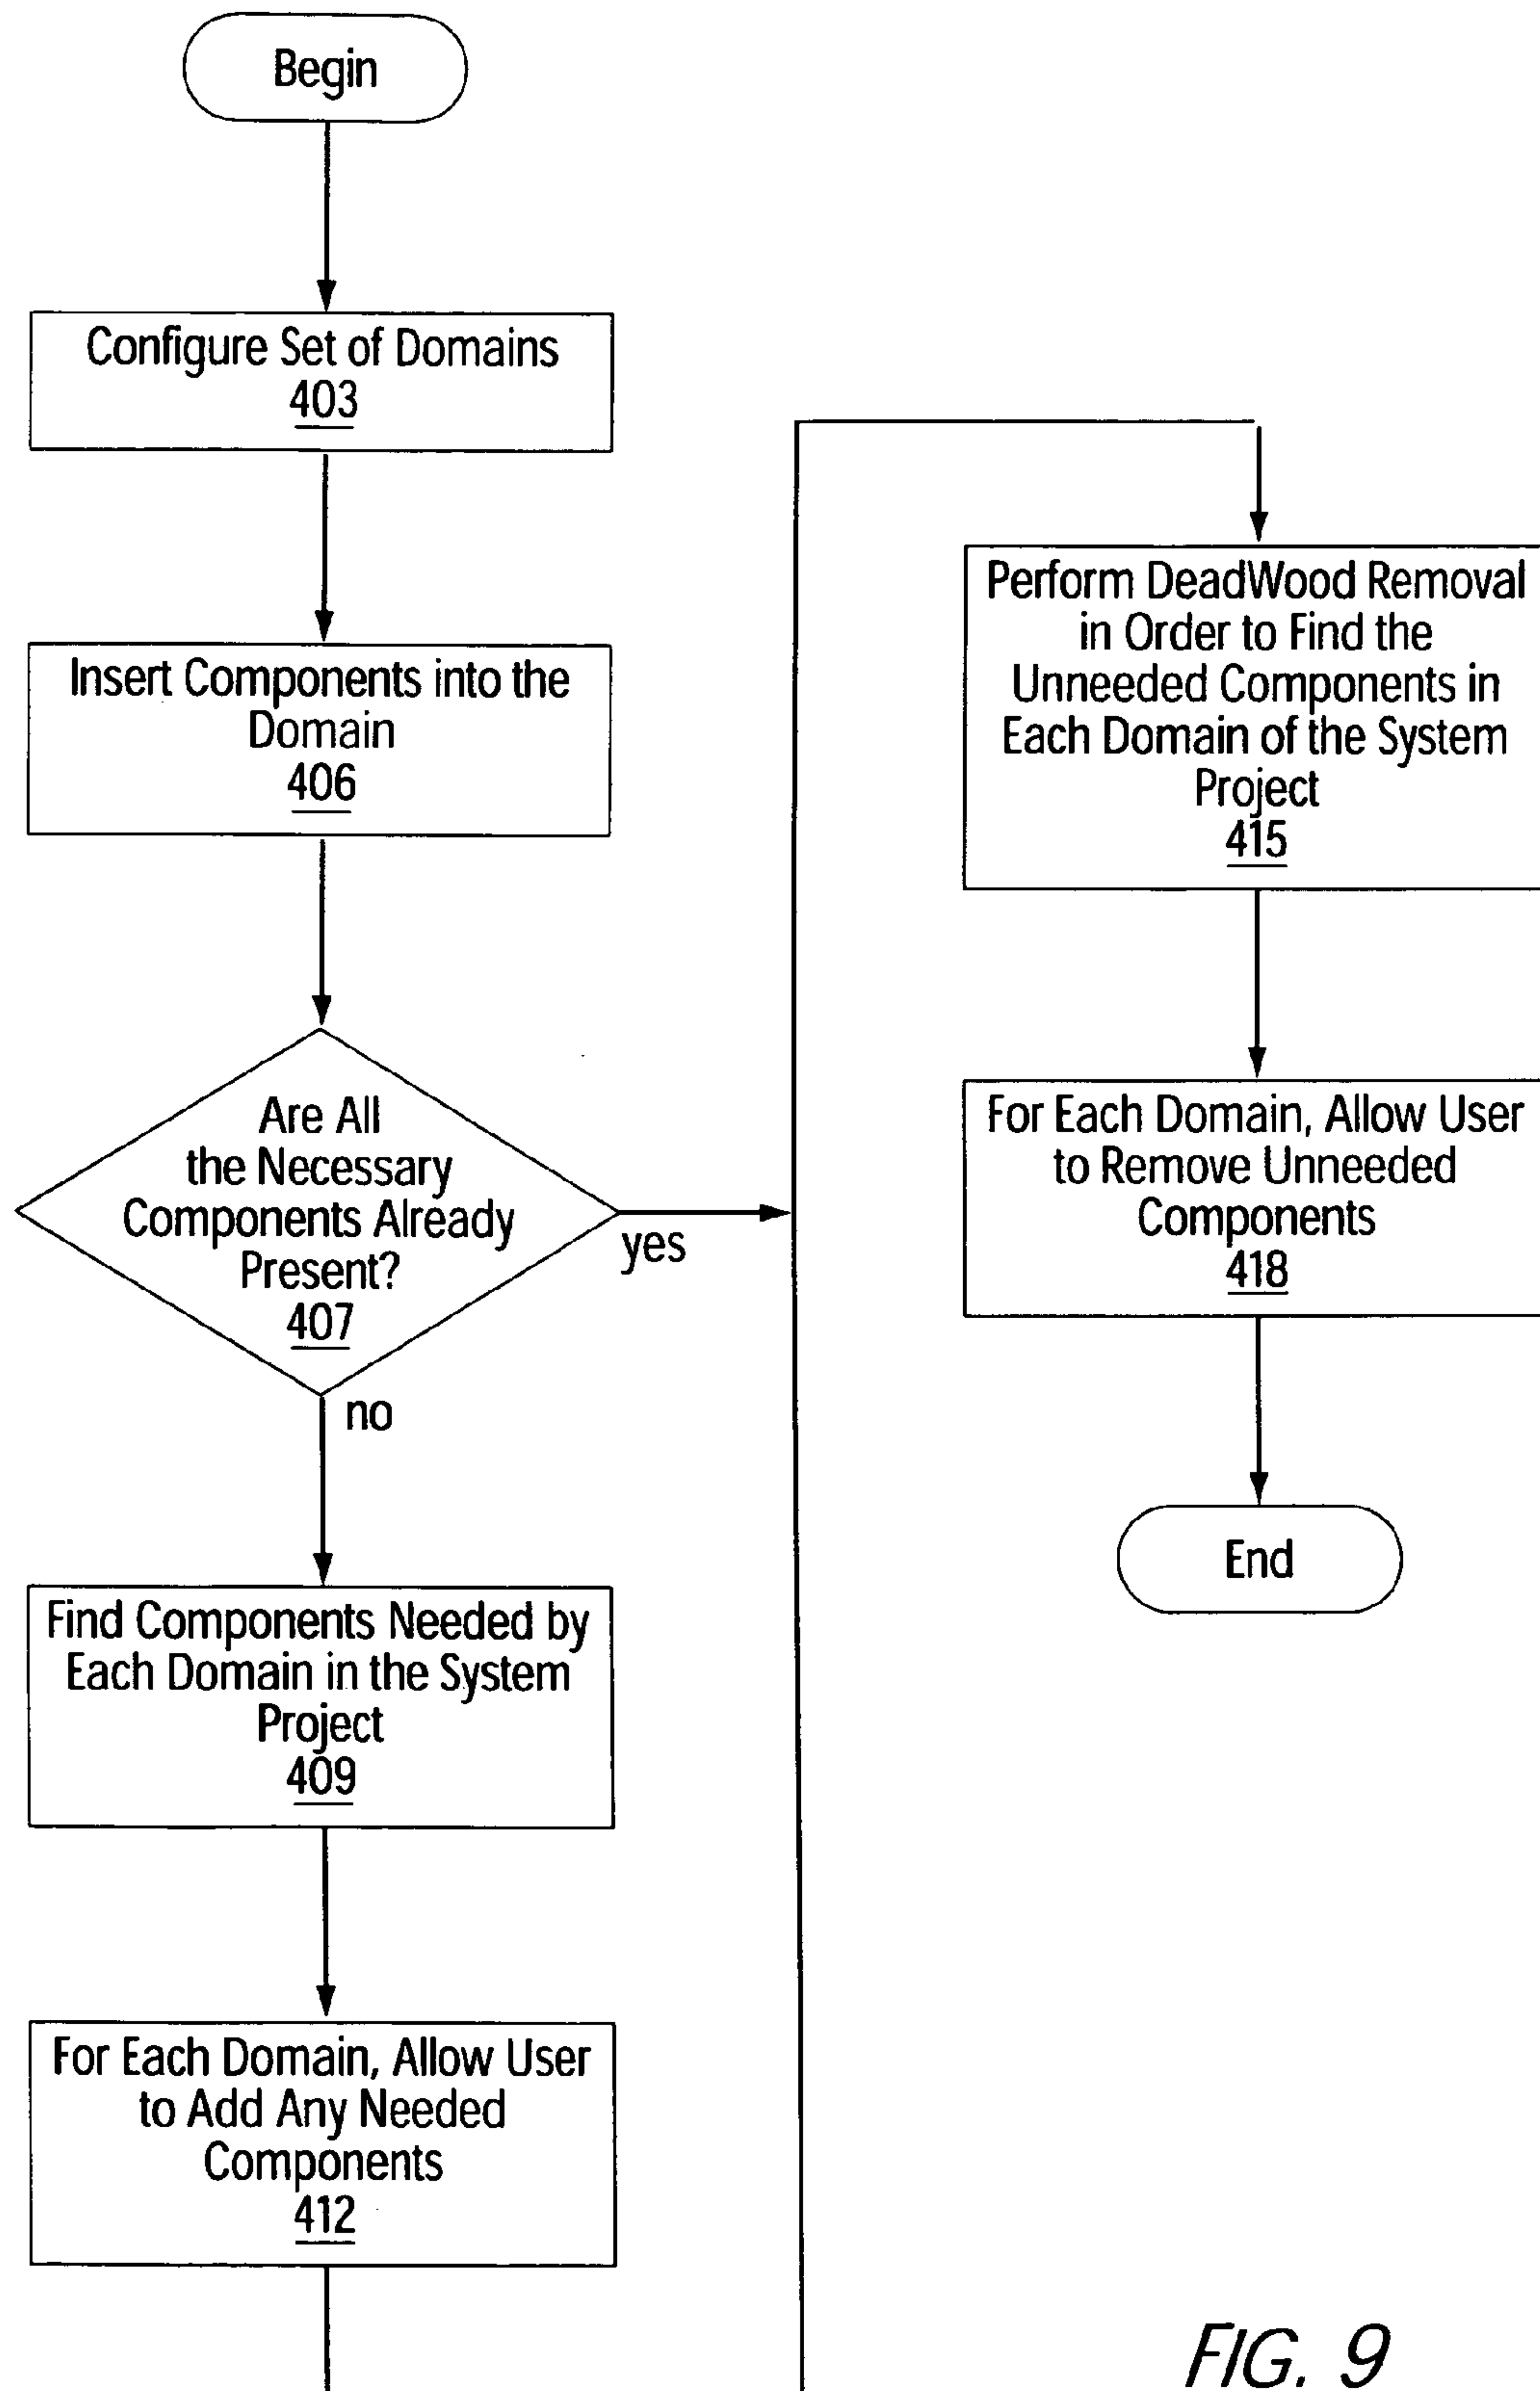 Begin
Configure Set of Domains
403
Insert Components into the
Domain
406
Are All
the Necessary
Components Already
Present?
407
yes
no
Find Components Needed by
Each Domain in the System
Project
409
For Each Domain, Allow User
to Add Any Needed
Components
412
Perform DeadWood Removal
in Order to Find the
Unneeded Components in
Each Domain of the System
Project
415
For Each Domain, Allow User
to Remove Unneeded
Components
418
End
FIG. 9